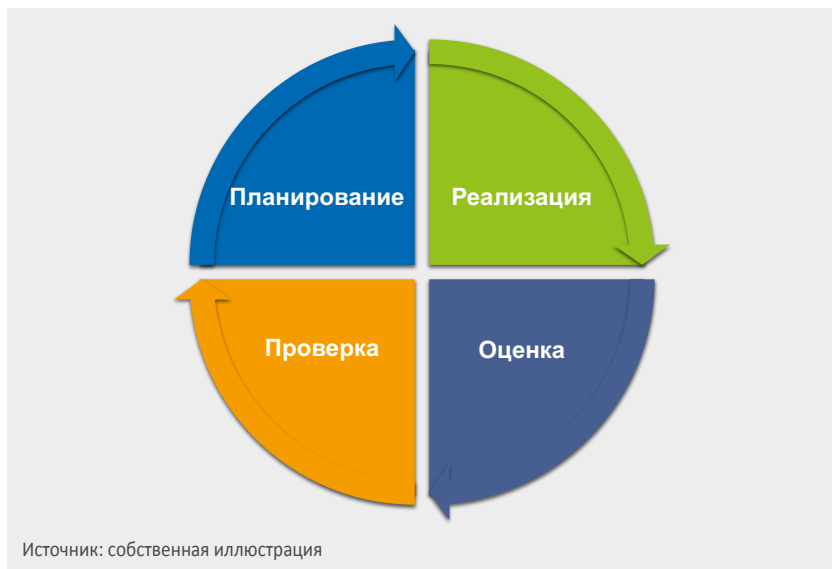 Планирование
Реализация
Проверка
Оценка
Источник: собственная иллюстрация